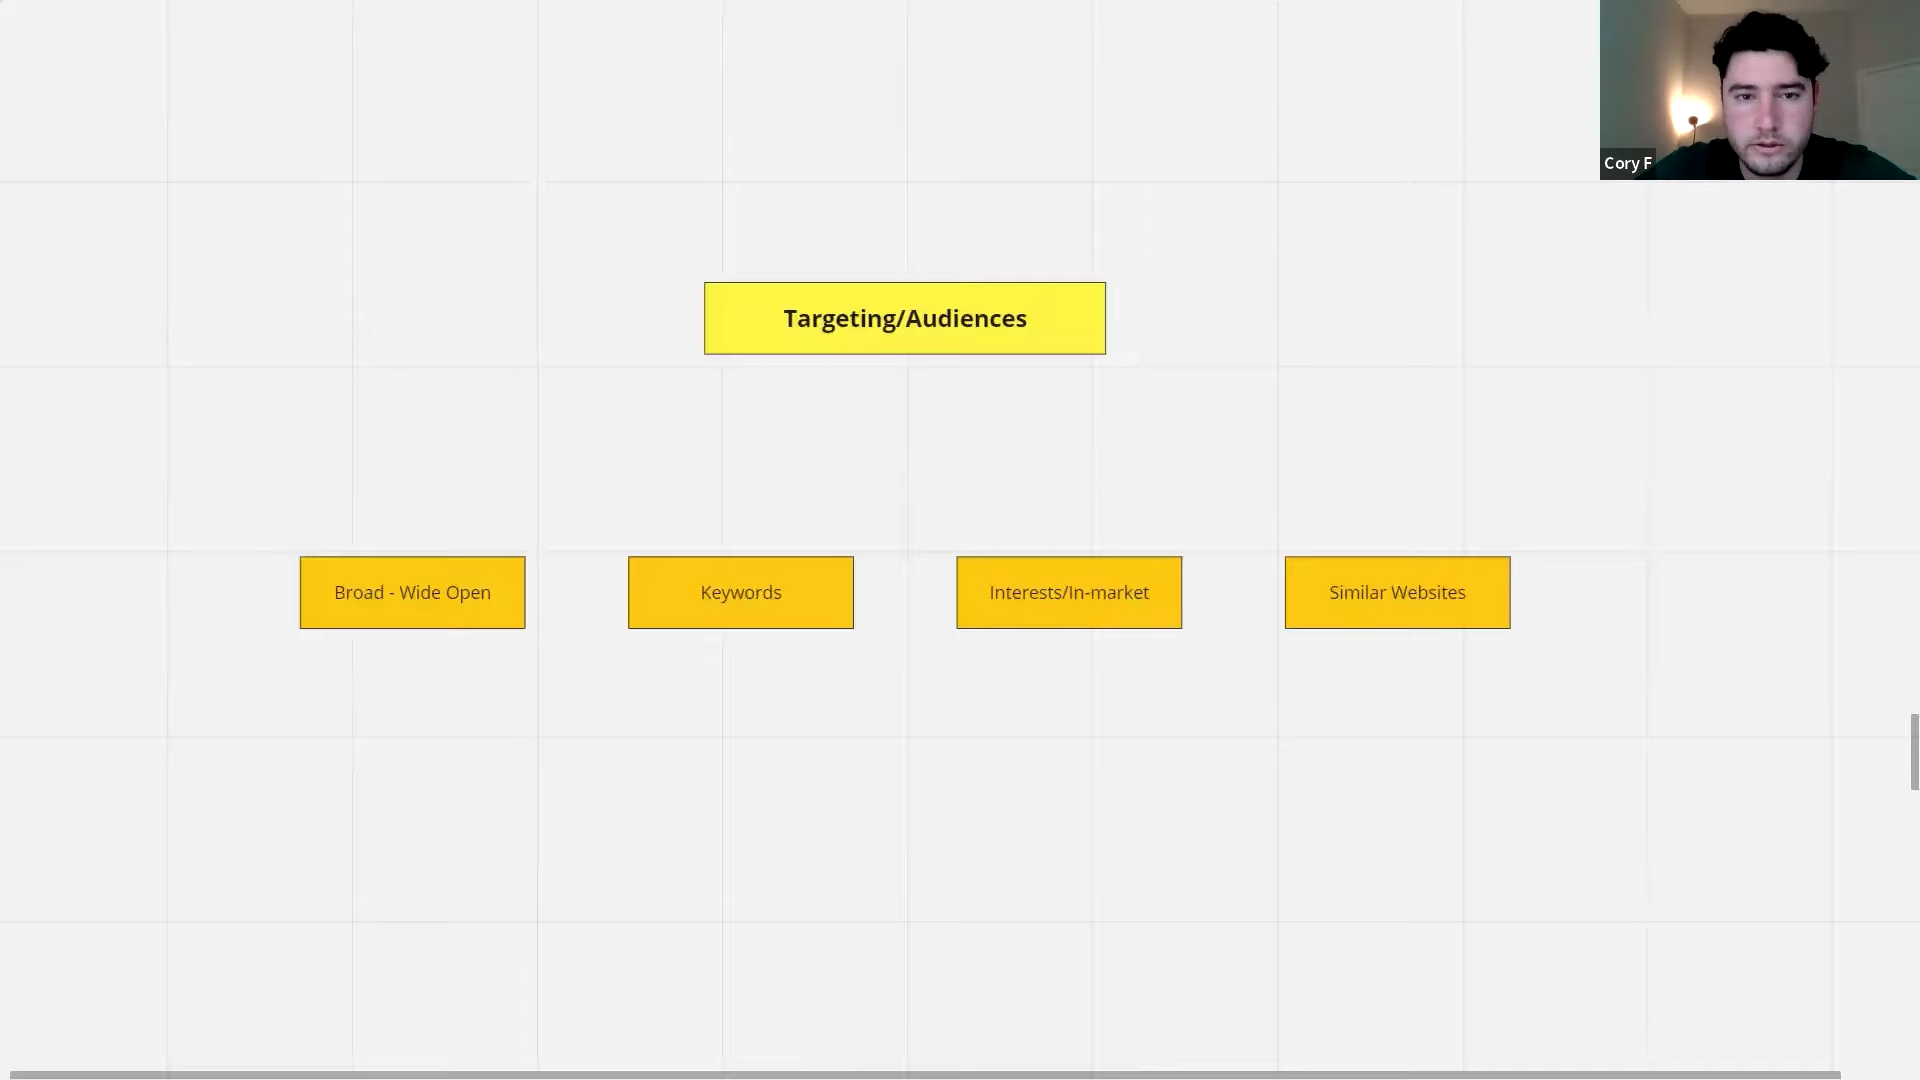 Cory F
Targeting/Audiences
Broad - Wide Open
Keywords
Interests/In-market
Similar Websites